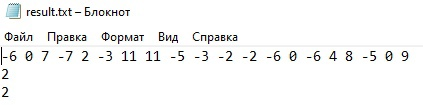 result.txt – Блокнот
Файл Правка Формат Вид Справка
-6 0 7 -7 2 -3 11 11 -5 -3 -2 -2 -6 0 -6 4 8 -5 0 9
2
2